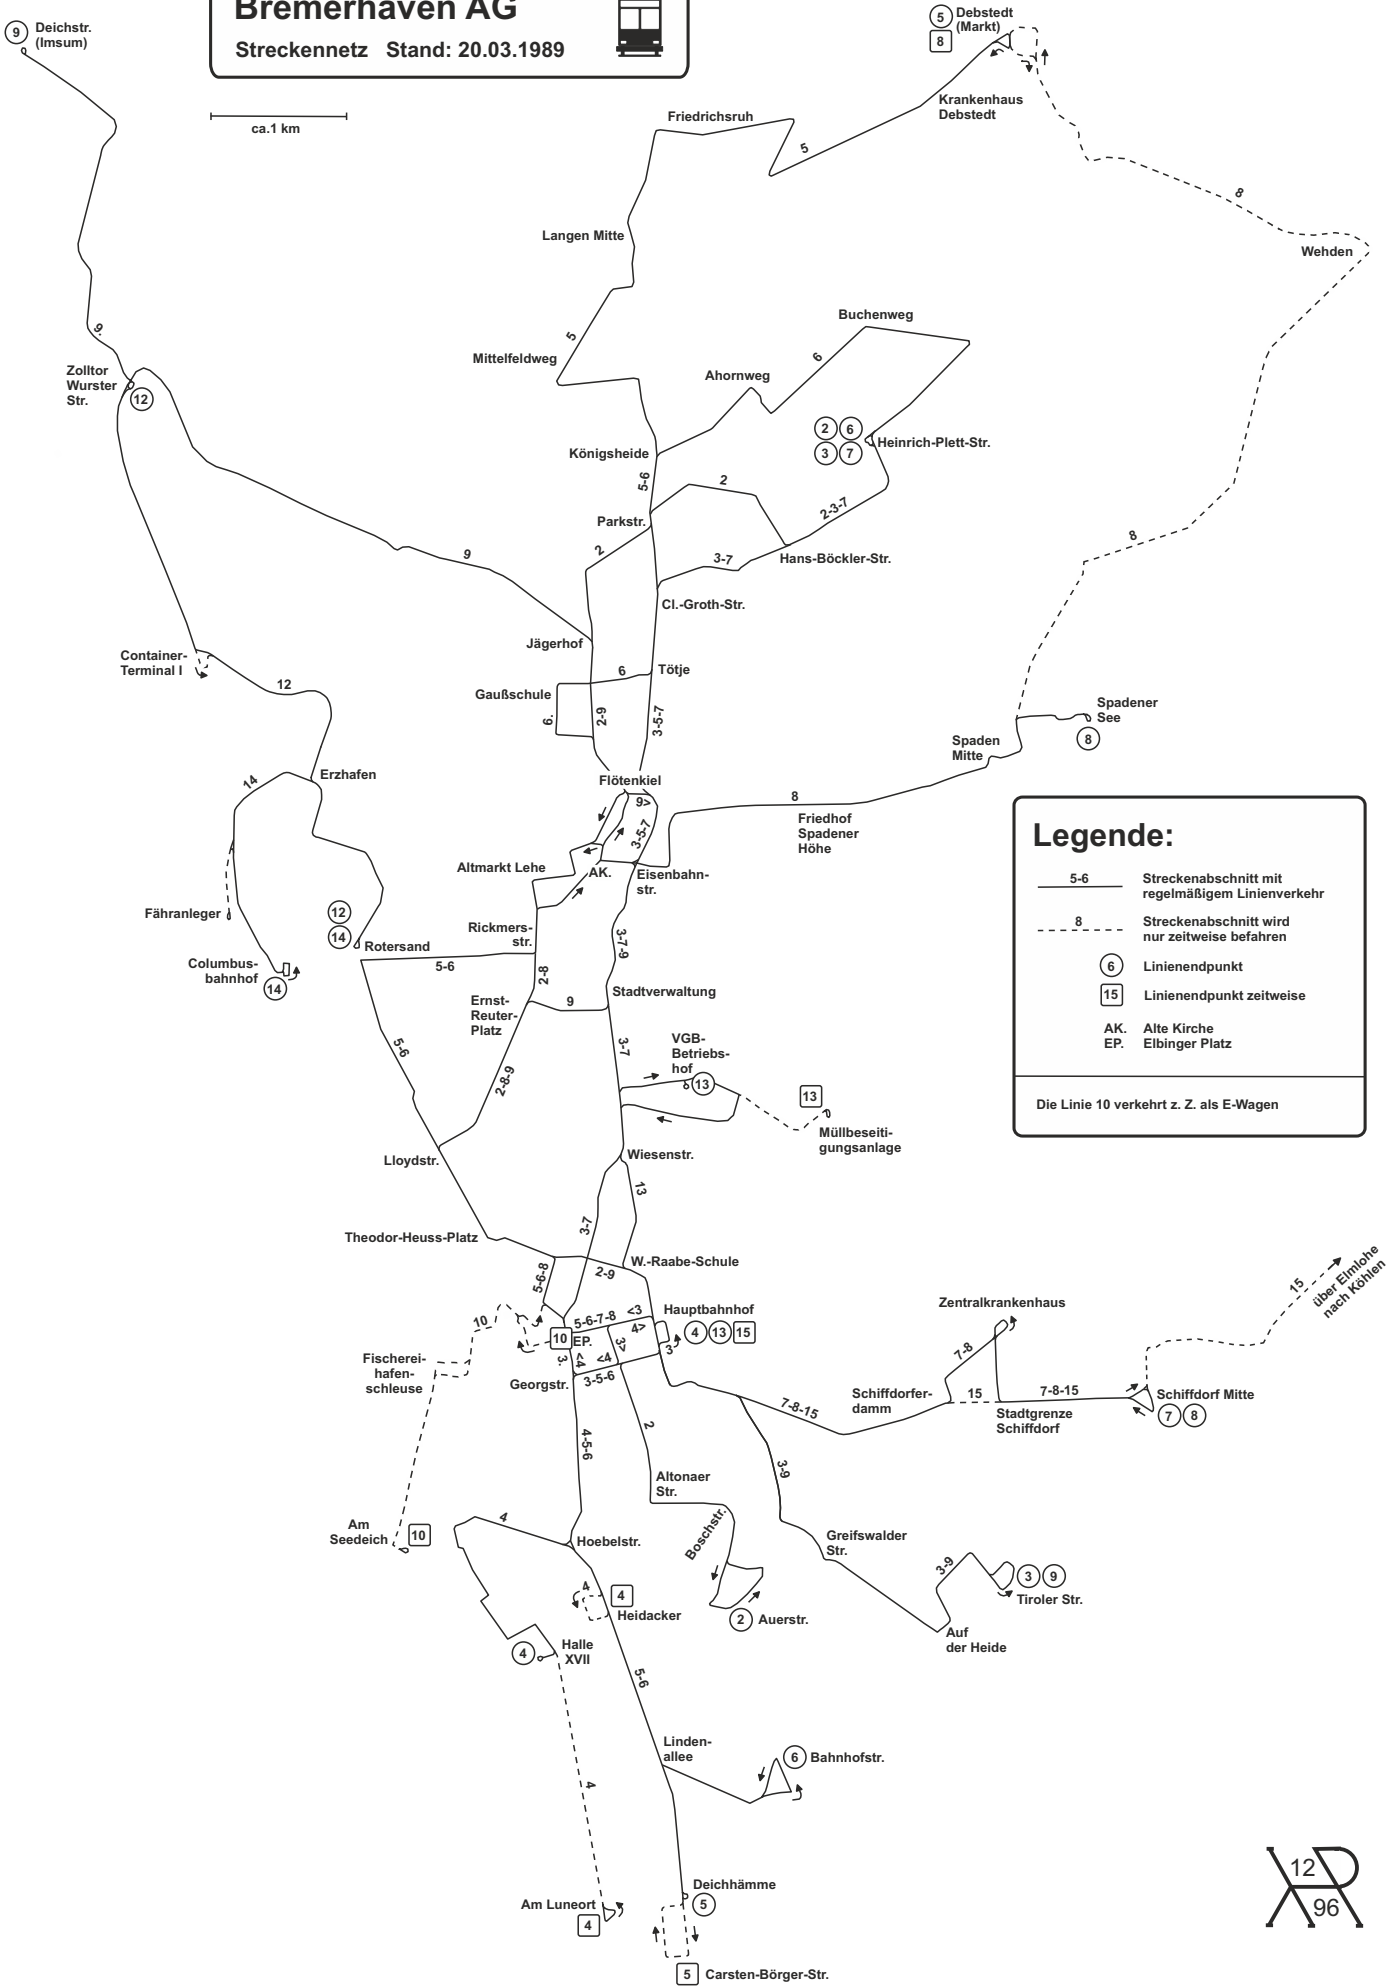 Bremerhaven AG
Streckennetz Stand: 20.03.1989
9 Deichstr.
(Imsum)
ca.1 km
5 Debstedt
(Markt)
8
Krankenhaus
Debstedt
Friedrichsruh
5
8
Langen Mitte
Wehden
9.
5
Buchenweg
Mittelfeldweg
6
Zolltor
Wurster
Str.
12
Ahornweg
2 6
3 7
Heinrich-Plett-Str.
Königsheide
5-6
2
2-3-7
Parkstr.
8
9
2
3-7
Hans-Böckler-Str.
Cl.-Groth-Str.
Jägerhof
Container-
Terminal I
12
6
Tötje
Gaußschule
6.
2-9
3-5-7
Spadener
See
8
Spaden
Mitte
14
Erzhafen
Flötenkiel
9>
3-5-7
8
Friedhof
Spadener
Höhe
Altmarkt Lehe
AK.
Eisenbahn-
str.
Fähranleger
12
14
Rotersand
Rickmers-
str.
3-7-9
Columbus-
bahnhof
14
5-6
2-8
Ernst-
Reuter-
Platz
9
Stadtverwaltung
5-6
2-8-9
3-7
VGB-
Betriebs-
hof
13
13
Müllbeseiti-
gungsanlage
Lloydstr.
Wiesenstr.
13
3-7
Theodor-Heuss-Platz
W.-Raabe-Schule
2-9
5-6-8
Legende:
5-6 Streckenabschnitt mit
regelmäßigem Linienverkehr
8 Streckenabschnitt wird
nur zeitweise befahren
6 Linienendpunkt
15 Linienendpunkt zeitweise
AK. Alte Kirche
EP. Elbinger Platz
Die Linie 10 verkehrt z. Z. als E-Wagen
10
10 EP.
5-6-7-8
<3
4>
3>
<4
<4
3.
3-5-6
3
Hauptbahnhof
4 13 15
Fischerei-
hafen-
schleuse
Georgstr.
Zentralkrankenhaus
7-8
15
über Elmlohe
nach Köhlen
7-8-15
Schiffdorfer-
damm
15
7-8-15
Stadtgrenze
Schiffdorf
Schiffdorf Mitte
7 8
4-5-6
2
3-9
Altonaer
Str.
Am
Seedeich
10
4
Hoebelstr.
Boschstr.
Greifswalder
Str.
4
4
Heidacker
2 Auerstr.
3-9
3 9
Tiroler Str.
Auf
der Heide
4
Halle
XVII
5-6
Linden-
allee
6 Bahnhofstr.
4
Deichhämme
5
Am Luneort
4
5 Carsten-Börger-Str.
12
96